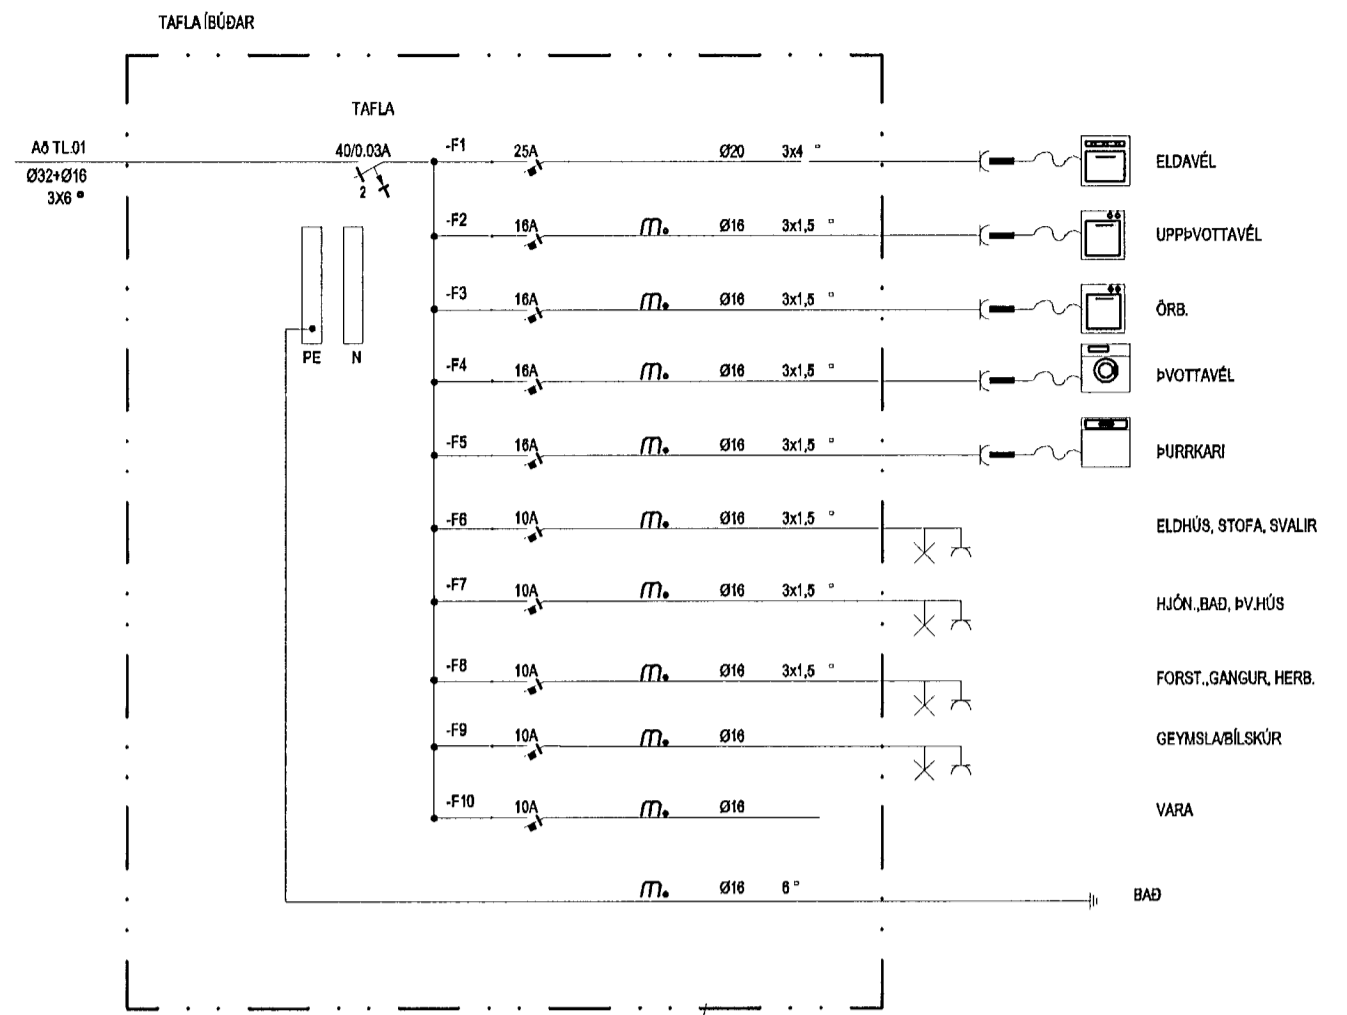 TAFLA ÍBÚÐAR
TAFLA
Að TL.01
Ø32+Ø16
3X6 ▫
40/0.03A
2
PE N
-F1 25A Ø20 3x4 ▫ ELDAVÉL
-F2 16A m. Ø16 3x1,5 ▫ UPPÞVOTTAVÉL
-F3 16A m. Ø16 3x1,5 ▫ ÖRB.
-F4 16A m. Ø16 3x1,5 ▫ ÞVOTTAVÉL
-F5 16A m. Ø16 3x1,5 ▫ ÞURRKARI
-F6 10A m. Ø16 3x1,5 ▫ ELDHÚS, STOFA, SVALIR
-F7 10A m. Ø16 3x1,5 ▫ HJÓN.,BAÐ, ÞV.HÚS
-F8 10A m. Ø16 3x1,5 ▫ FORST.,GANGUR, HERB.
-F9 10A m. Ø16 GEYMSLA/BÍLSKÚR
-F10 10A m. Ø16 VARA
m. Ø16 6 ▫ BAÐ